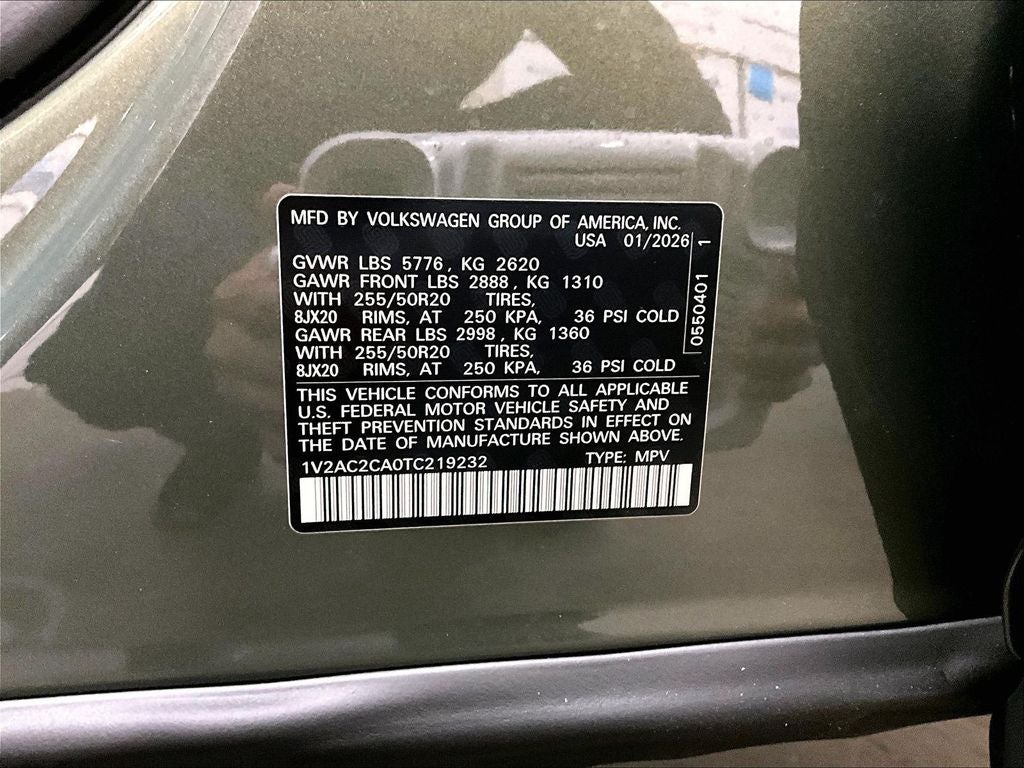 MFD BY VOLKSWAGEN GROUP OF AMERICA, INC.
USA 01/2026
GVWR LBS 5776, KG 2620
GAWR FRONT LBS 2888, KG 1310
WITH 255/50R20 TIRES,
8JX20 RIMS, AT 250 KPA, 36 PSI COLD
GAWR REAR LBS 2998, KG 1360
WITH 255/50R20 TIRES,
8JX20 RIMS, AT 250 KPA, 36 PSI COLD
0550401 1
THIS VEHICLE CONFORMS TO ALL APPLICABLE
U.S. FEDERAL MOTOR VEHICLE SAFETY AND
THEFT PREVENTION STANDARDS IN EFFECT ON
THE DATE OF MANUFACTURE SHOWN ABOVE.
1V2AC2CA0TC219232 TYPE: MPV